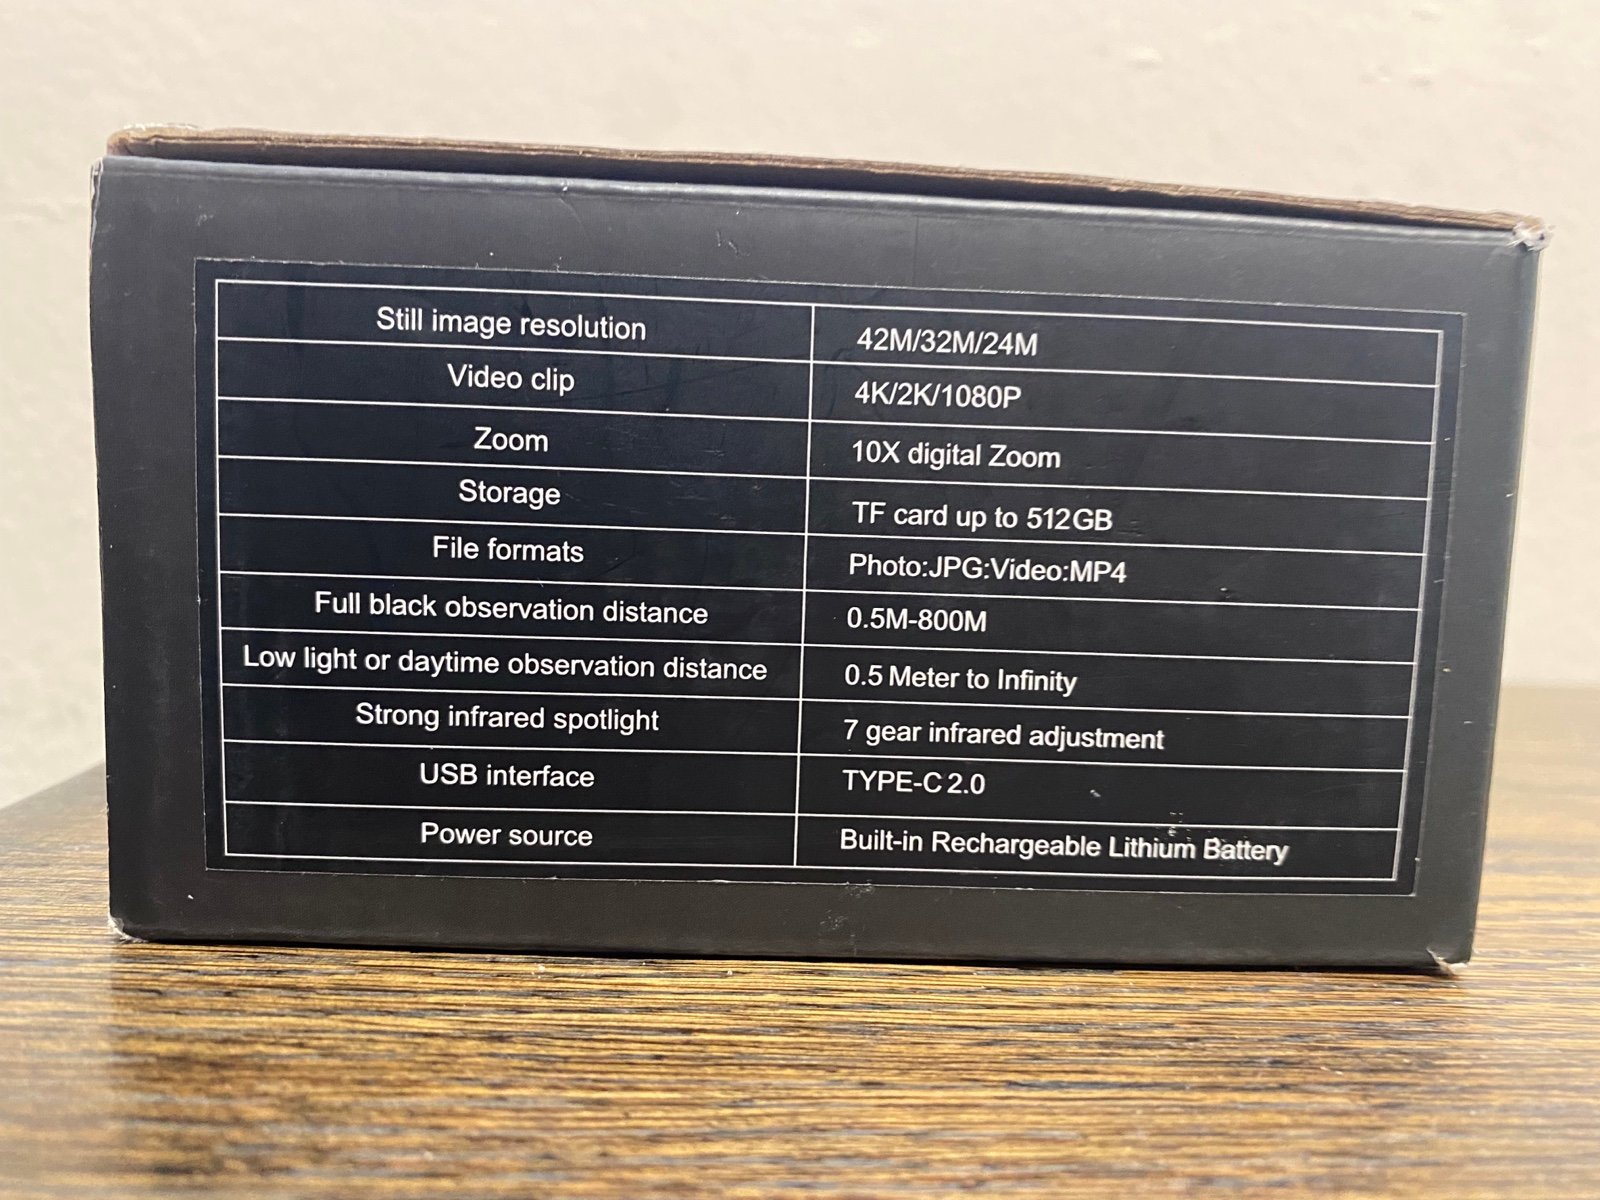 Still image resolution 42M/32M/24M
Video clip 4K/2K/1080P
Zoom 10X digital Zoom
Storage TF card up to 512GB
File formats Photo:JPG:Video:MP4
Full black observation distance 0.5M-800M
Low light or daytime observation distance 0.5 Meter to Infinity
Strong infrared spotlight 7 gear infrared adjustment
USB interface TYPE-C 2.0
Power source Built-in Rechargeable Lithium Battery